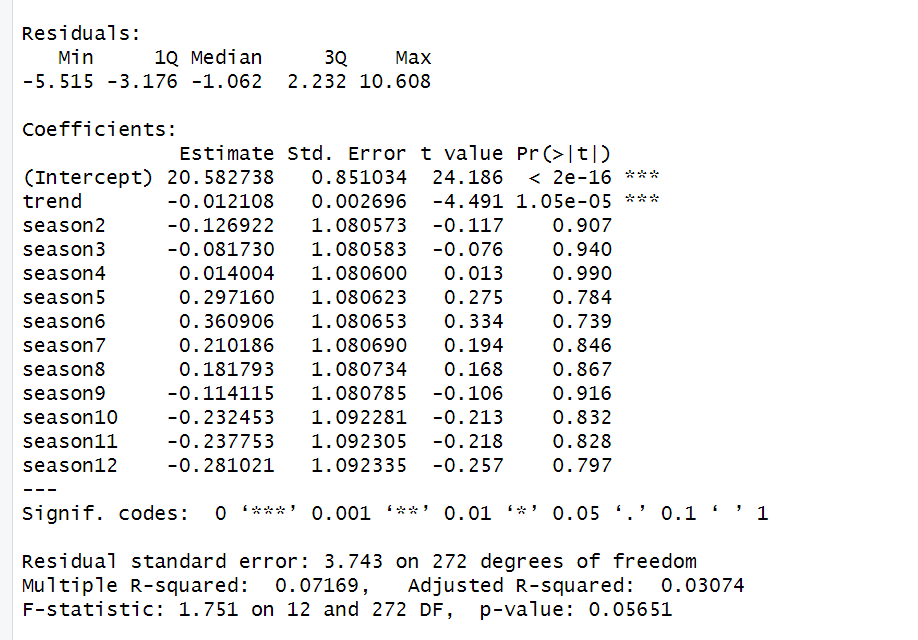 Residuals:
   Min     1Q Median     3Q    Max
-5.515 -3.176 -1.062  2.232 10.608

Coefficients:
             Estimate Std. Error t value Pr(>|t|)
(Intercept) 20.582738   0.851034  24.186  < 2e-16 ***
trend       -0.012108   0.002696  -4.491 1.05e-05 ***
season2     -0.126922   1.080573  -0.117    0.907
season3     -0.081730   1.080583  -0.076    0.940
season4      0.014004   1.080600   0.013    0.990
season5      0.297160   1.080623   0.275    0.784
season6      0.360906   1.080653   0.334    0.739
season7      0.210186   1.080690   0.194    0.846
season8      0.181793   1.080734   0.168    0.867
season9     -0.114115   1.080785  -0.106    0.916
season10    -0.232453   1.092281  -0.213    0.832
season11    -0.237753   1.092305  -0.218    0.828
season12    -0.281021   1.092335  -0.257    0.797
---
Signif. codes:  0 ‘***’ 0.001 ‘**’ 0.01 ‘*’ 0.05 ‘.’ 0.1 ‘ ’ 1

Residual standard error: 3.743 on 272 degrees of freedom
Multiple R-squared:  0.07169,   Adjusted R-squared:  0.03074
F-statistic: 1.751 on 12 and 272 DF,  p-value: 0.05651